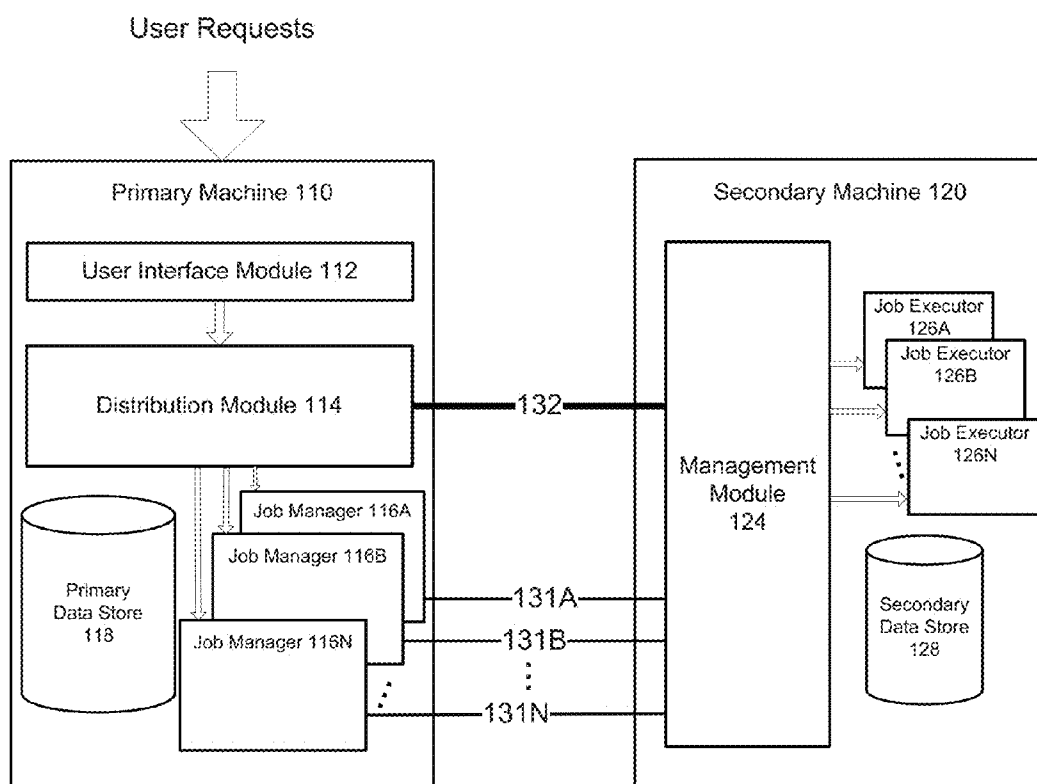 User Requests
Primary Machine 110
User Interface Module 112
Distribution Module 114
Job Manager 116A
Job Manager 116B
Job Manager 116N
Primary
Data Store
118
132
131A
131B
131N
Secondary Machine 120
Management
Module
124
Job Executor
126A
Job Executor
126B
Job Executor
126N
Secondary
Data Store
128